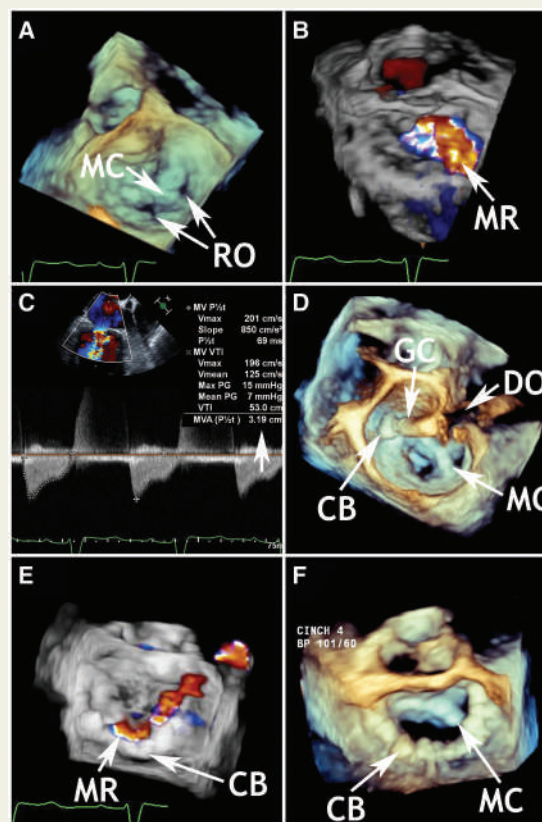 A
MC
RO
B
MR
C
MV P½t
Vmax 201 cm/s
Slope 850 cm/s²
P½t 69 ms
MV VTI
Vmax 196 cm/s
Vmean 125 cm/s
Max PG 15 mmHg
Mean PG 7 mmHg
VTI 53.0 cm
MVA (P½t) 3.19 cm
D
GC
DO
CB
MC
E
MR
CB
F
CINCH 4
BP 101/60
CB
MC